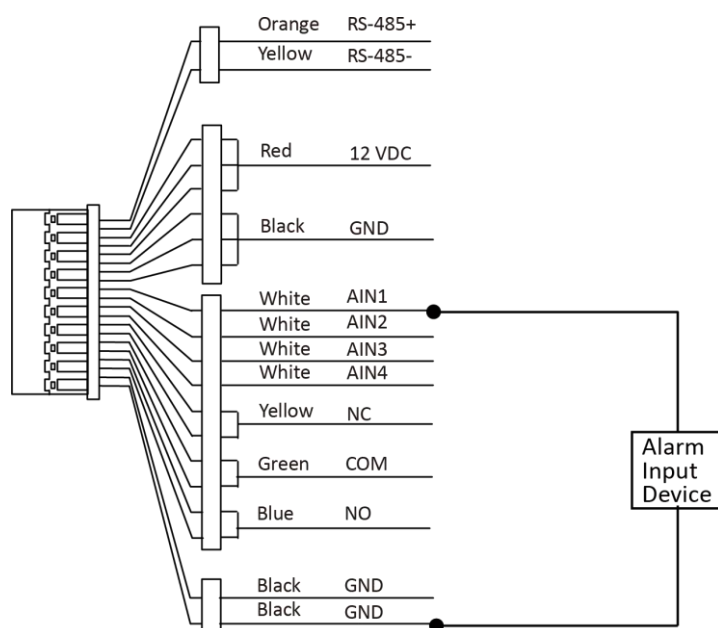 Orange RS-485+
Yellow RS-485-
Red 12 VDC
Black GND
White AIN1
White AIN2
White AIN3
White AIN4
Yellow NC
Green COM
Blue NO
Black GND
Black GND
Alarm
Input
Device